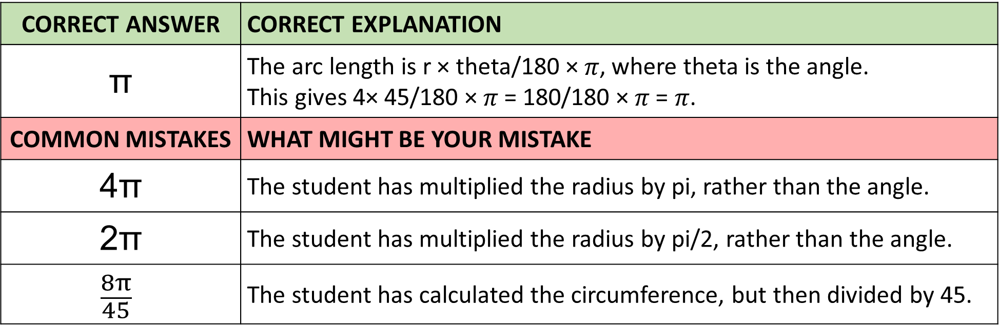 CORRECT ANSWER
CORRECT EXPLANATION
π
The arc length is r × theta/180 × π, where theta is the angle.
This gives 4× 45/180 × π = 180/180 × π = π.
COMMON MISTAKES
WHAT MIGHT BE YOUR MISTAKE
4π
The student has multiplied the radius by pi, rather than the angle.
2π
The student has multiplied the radius by pi/2, rather than the angle.
8π
45
The student has calculated the circumference, but then divided by 45.